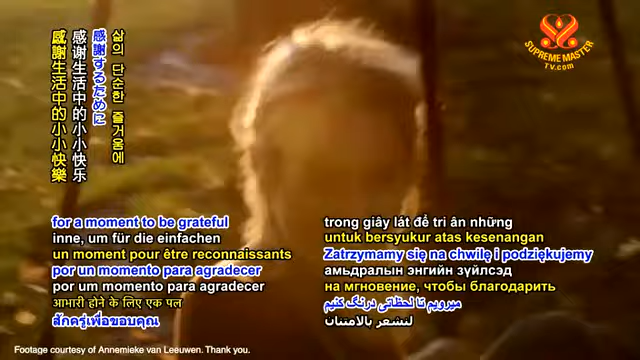 感謝生活中的小小快樂
感谢生活中的小小快乐
感謝するために
삶의 단순한 즐거움에
SUPREME MASTER
TV.com
for a moment to be grateful
inne, um für die einfachen
un moment pour être reconnaissants
por un momento para agradecer
por um momento para agradecer
आभारी होने के लिए एक पल
สักครู่เพื่อขอบคุณ
trong giây lát để tri ân những
untuk bersyukur atas kesenangan
Zatrzymamy się na chwilę i podziękujemy
амьдралын энгийн зүйлсэд
на мгновение, чтобы благодарить
میرویم تا لحظاتی درنگ کنیم
لنشعر بالامتنان
Footage courtesy of Annemieke van Leeuwen. Thank you.